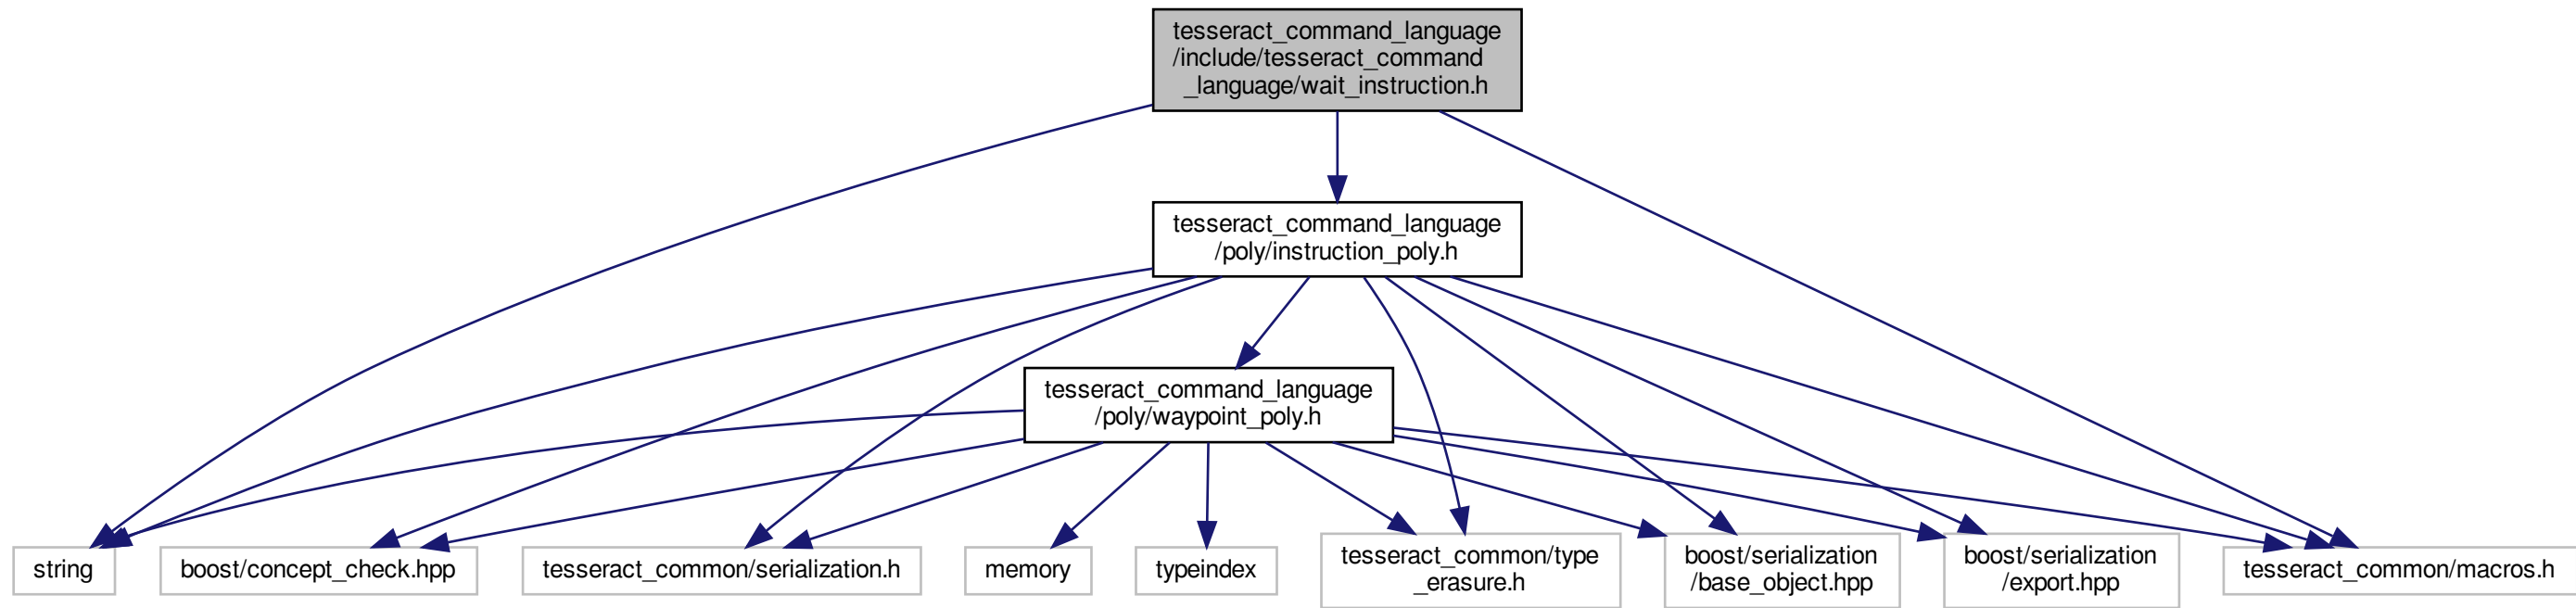 tesseract_command_language
/include/tesseract_command
_language/wait_instruction.h
tesseract_command_language
/poly/instruction_poly.h
tesseract_command_language
/poly/waypoint_poly.h
string
boost/concept_check.hpp
tesseract_common/serialization.h
memory
typeindex
tesseract_common/type
_erasure.h
boost/serialization
/base_object.hpp
boost/serialization
/export.hpp
tesseract_common/macros.h